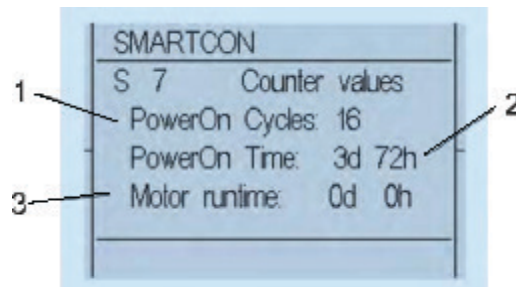 SMARTCON
S 7 Counter values
1 PowerOn Cycles: 16
PowerOn Time: 3d 72h 2
3 Motor runtime: 0d 0h